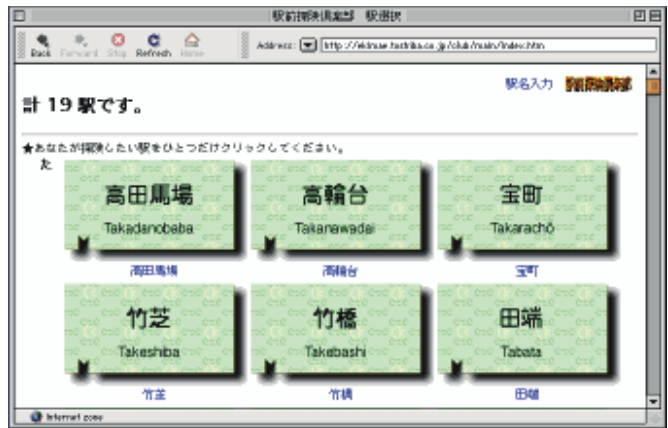 駅前探険倶楽部 駅選択
Back Forward Stop Refresh Home Address: http://ekimae.toshiba.co.jp/club/main/index.htm
駅名入力 駅前探険倶楽部
計 19 駅です。
★あなたが探険したい駅をひとつだけクリックしてください。
た
高田馬場 高輪台 宝町
Takadanobaba Takanawadai Takarachō
高田馬場 高輪台 宝町
竹芝 竹橋 田端
Takeshiba Takebashi Tabata
竹芝 竹橋 田端
Internet zone